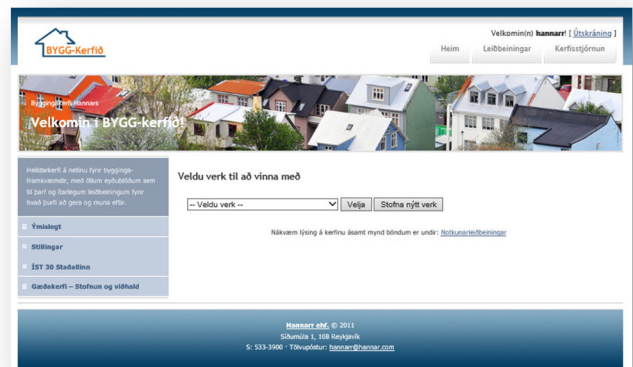 BYGG-Kerfið
Velkomin(n) hannarr! [ Útskráning ]
Heim Leiðbeiningar Kerfisstjórnun
Byggingakerfi Hannars
Velkomin í BYGG-kerfið!
Heildarkerfi á netinu fyrir bygginga-
framkvæmdir, með öllum eyðublöðum sem
til þarf og ítarlegum leiðbeiningum fyrir
hvað þarf að gera og muna eftir.
Ýmislegt
Stillingar
ÍST 30 Staðallinn
Gæðakerfi – Stofnun og viðhald
Veldu verk til að vinna með
-- Veldu verk -- Velja Stofna nýtt verk
Nákvæm lýsing á kerfinu ásamt mynd böndum er undir: Notkunarleiðbeiningar
Hannarr ehf. © 2011
Síðumúla 1, 108 Reykjavík
S: 533-3900 · Tölvupóstur: hannarr@hannarr.com